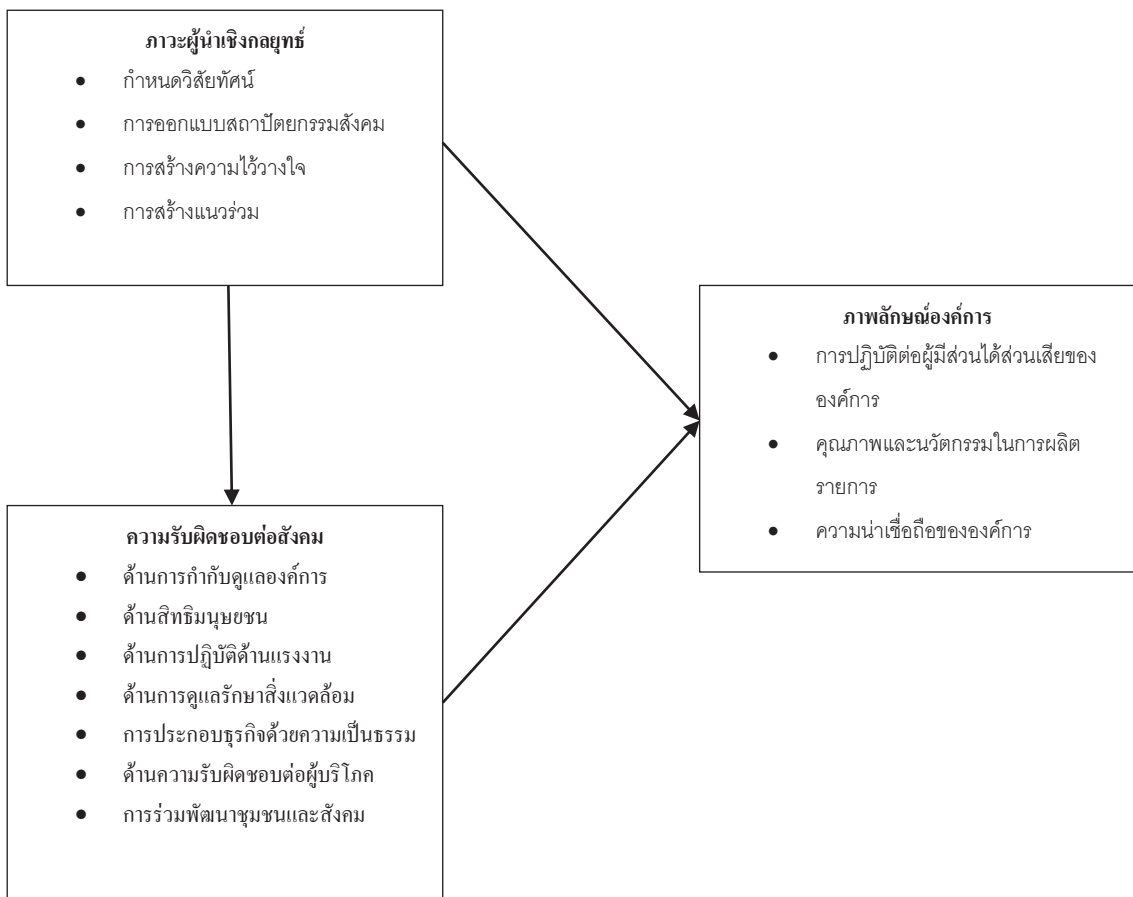 ภาวะผู้นำเชิงกลยุทธ์
• กำหนดวิสัยทัศน์
• การออกแบบสถาปัตยกรรมสังคม
• การสร้างความไว้วางใจ
• การสร้างแนวร่วม
ภาพลักษณ์องค์การ
• การปฏิบัติต่อผู้มีส่วนได้ส่วนเสียของ
องค์การ
• คุณภาพและนวัตกรรมในการผลิต
รายการ
• ความน่าเชื่อถือขององค์การ
ความรับผิดชอบต่อสังคม
• ด้านการกำกับดูแลองค์การ
• ด้านสิทธิมนุษยชน
• ด้านการปฏิบัติด้านแรงงาน
• ด้านการดูแลรักษาสิ่งแวดล้อม
• การประกอบธุรกิจด้วยความเป็นธรรม
• ด้านความรับผิดชอบต่อผู้บริโภค
• การร่วมพัฒนาชุมชนและสังคม